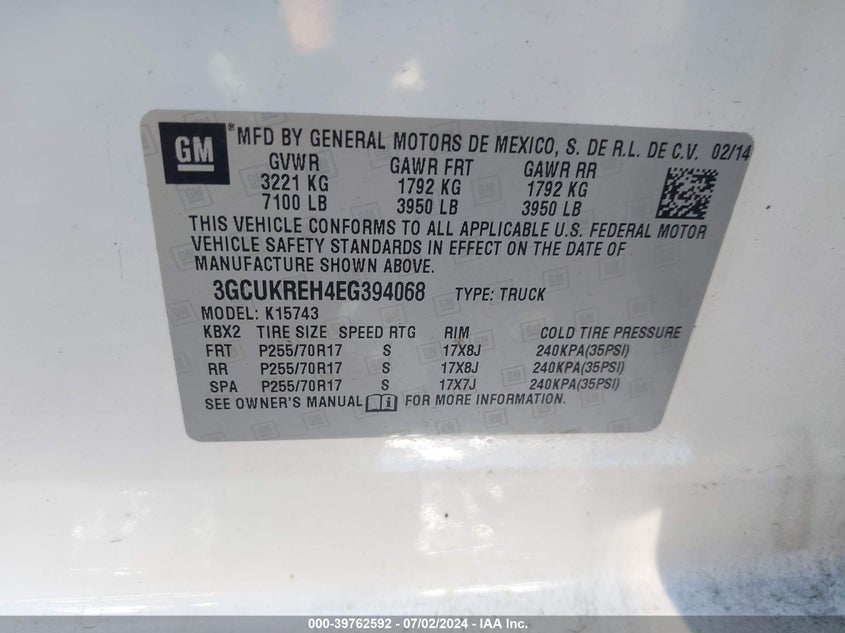 GM ® MFD BY GENERAL MOTORS DE MEXICO, S. DE R.L. DE C.V. 02/14
GVWR GAWR FRT GAWR RR
3221 KG 1792 KG 1792 KG
7100 LB 3950 LB 3950 LB
THIS VEHICLE CONFORMS TO ALL APPLICABLE U.S. FEDERAL MOTOR
VEHICLE SAFETY STANDARDS IN EFFECT ON THE DATE OF
MANUFACTURE SHOWN ABOVE.
3GCUKREH4EG394068 TYPE: TRUCK
MODEL: K15743
KBX2 TIRE SIZE SPEED RTG RIM COLD TIRE PRESSURE
FRT P255/70R17 S 17X8J 240KPA(35PSI)
RR P255/70R17 S 17X8J 240KPA(35PSI)
SPA P255/70R17 S 17X7J 240KPA(35PSI)
SEE OWNER'S MANUAL i FOR MORE INFORMATION.
000-39762592 - 07/02/2024 - IAA Inc.